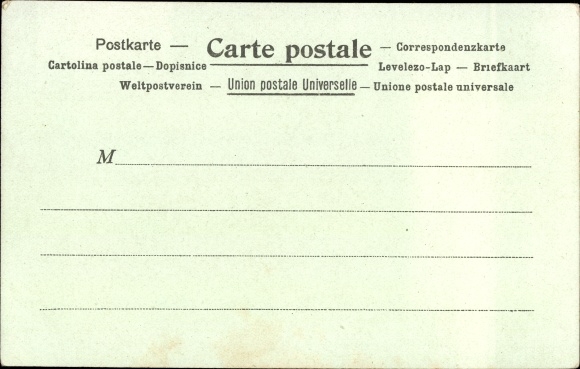 Postkarte — Carte postale — Correspondenzkarte
Cartolina postale—Dopisnice Levelezo-Lap — Briefkaart
Weltpostverein — Union postale Universelle — Unione postale universale
M